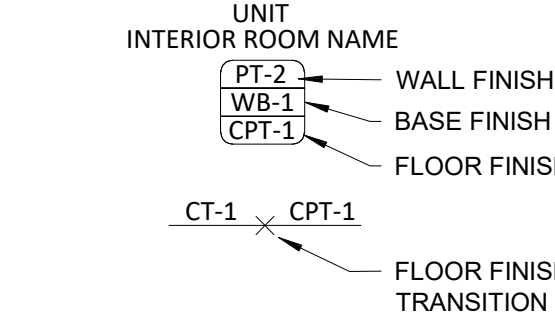 UNIT
INTERIOR ROOM NAME
PT-2 WALL FINISH
WB-1 BASE FINISH
CPT-1
FLOOR FINIS
CT-1 CPT-1
FLOOR FINIS
TRANSITION